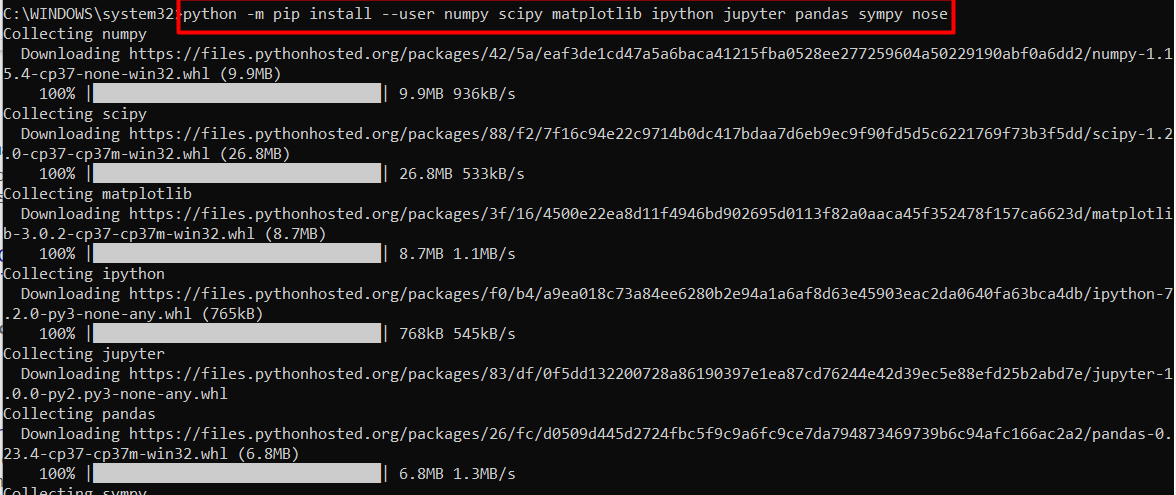 C:\WINDOWS\system32>python -m pip install --user numpy scipy matplotlib ipython jupyter pandas sympy nose
Collecting numpy
  Downloading https://files.pythonhosted.org/packages/42/5a/eaf3de1cd47a5a6baca41215fba0528ee277259604a50229190abf0a6dd2/numpy-1.1
5.4-cp37-none-win32.whl (9.9MB)
    100% |████████████████████████████████| 9.9MB 936kB/s
Collecting scipy
  Downloading https://files.pythonhosted.org/packages/88/f2/7f16c94e22c9714b0dc417bdaa7d6eb9ec9f90fd5d5c6221769f73b3f5dd/scipy-1.2
.0-cp37-cp37m-win32.whl (26.8MB)
    100% |████████████████████████████████| 26.8MB 533kB/s
Collecting matplotlib
  Downloading https://files.pythonhosted.org/packages/3f/16/4500e22ea8d11f4946bd902695d0113f82a0aaca45f352478f157ca6623d/matplotli
b-3.0.2-cp37-cp37m-win32.whl (8.7MB)
    100% |████████████████████████████████| 8.7MB 1.1MB/s
Collecting ipython
  Downloading https://files.pythonhosted.org/packages/f0/b4/a9ea018c73a84ee6280b2e94a1a6af8d63e45903eac2da0640fa63bca4db/ipython-7
.2.0-py3-none-any.whl (765kB)
    100% |████████████████████████████████| 768kB 545kB/s
Collecting jupyter
  Downloading https://files.pythonhosted.org/packages/83/df/0f5dd132200728a86190397e1ea87cd76244e42d39ec5e88efd25b2abd7e/jupyter-1
.0.0-py2.py3-none-any.whl
Collecting pandas
  Downloading https://files.pythonhosted.org/packages/26/fc/d0509d445d2724fbc5f9c9a6fc9ce7da794873469739b6c94afc166ac2a2/pandas-0.
23.4-cp37-cp37m-win32.whl (6.8MB)
    100% |████████████████████████████████| 6.8MB 1.3MB/s
Collecting sympy